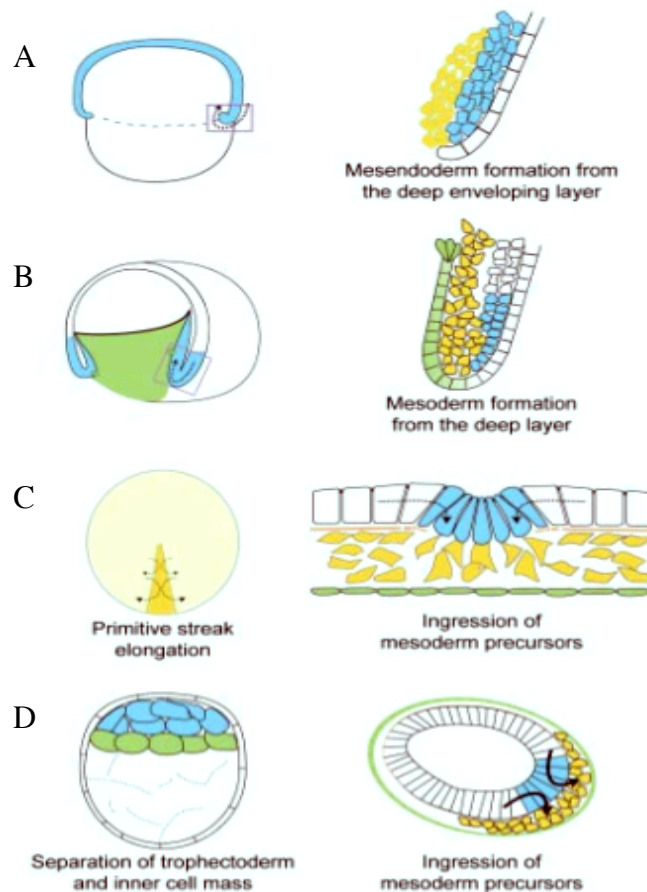 A
Mesendoderm formation from
the deep enveloping layer
B
Mesoderm formation
from the deep layer
C
Primitive streak
elongation
Ingression of
mesoderm precursors
D
Separation of trophectoderm
and inner cell mass
Ingression of
mesoderm precursors